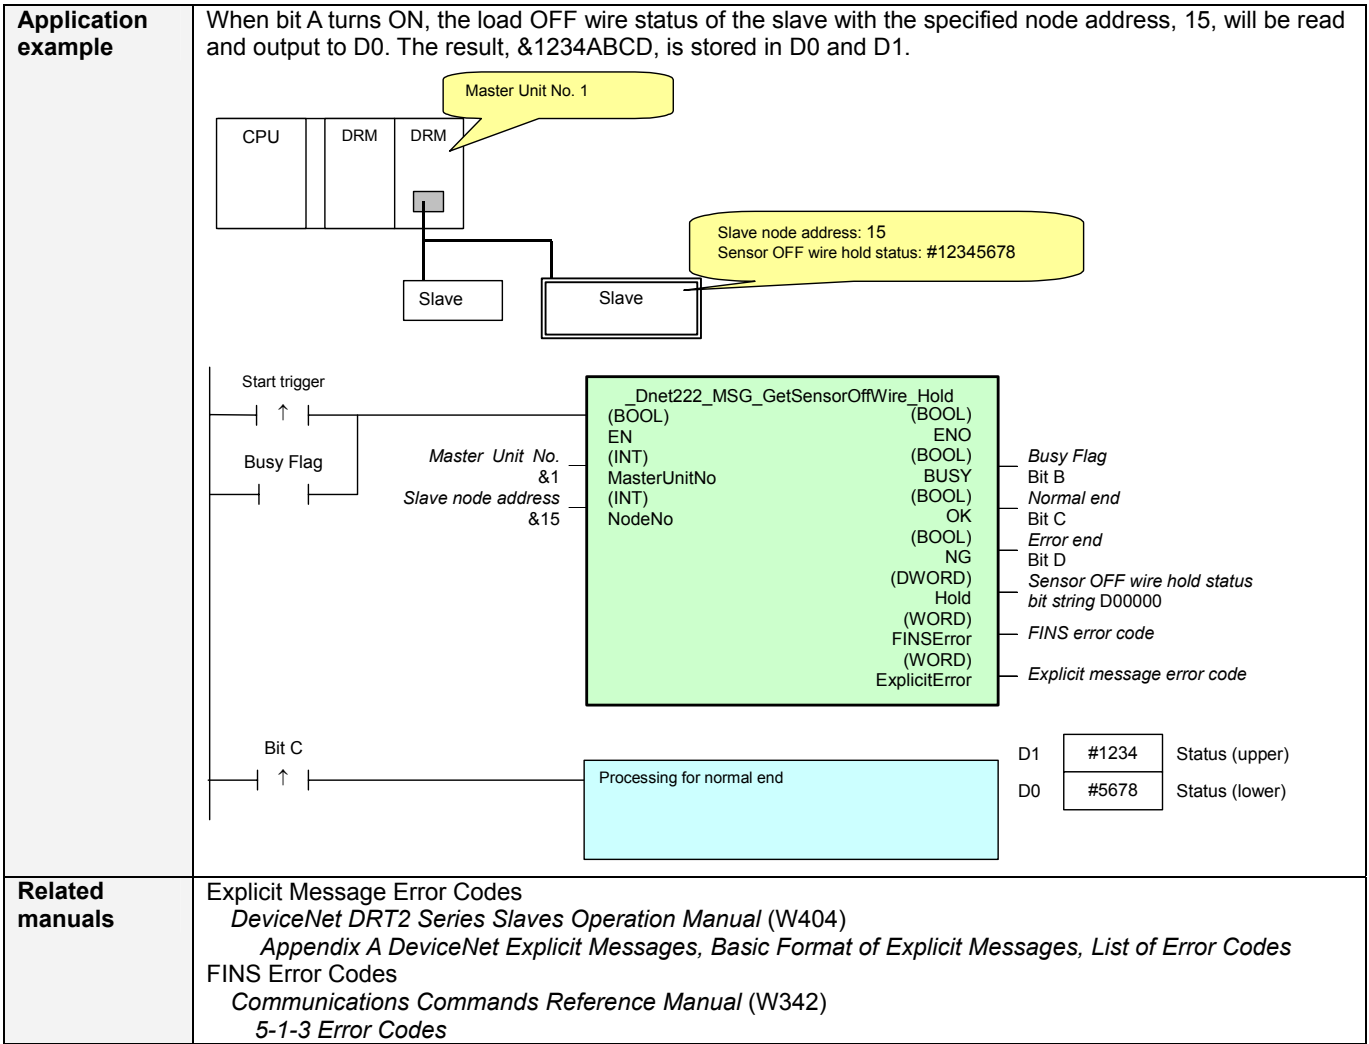 Application
example
When bit A turns ON, the load OFF wire status of the slave with the specified node address, 15, will be read
and output to D0. The result, &1234ABCD, is stored in D0 and D1.
Master Unit No. 1
CPU
DRM
DRM
Slave node address: 15
Sensor OFF wire hold status: #12345678
Slave
Slave
Start trigger
↑
Busy Flag
Master Unit No.
&1
Slave node address
&15
_Dnet222_MSG_GetSensorOffWire_Hold
(BOOL)
EN
(INT)
MasterUnitNo
(INT)
NodeNo
(BOOL)
ENO
(BOOL)
BUSY
(BOOL)
OK
(BOOL)
NG
(DWORD)
Hold
(WORD)
FINSError
(WORD)
ExplicitError
Busy Flag
Bit B
Normal end
Bit C
Error end
Bit D
Sensor OFF wire hold status
bit string D00000
FINS error code
Explicit message error code
Bit C
↑
Processing for normal end
D1 #1234 Status (upper)
D0 #5678 Status (lower)
Related
manuals
Explicit Message Error Codes
DeviceNet DRT2 Series Slaves Operation Manual (W404)
Appendix A DeviceNet Explicit Messages, Basic Format of Explicit Messages, List of Error Codes
FINS Error Codes
Communications Commands Reference Manual (W342)
5-1-3 Error Codes